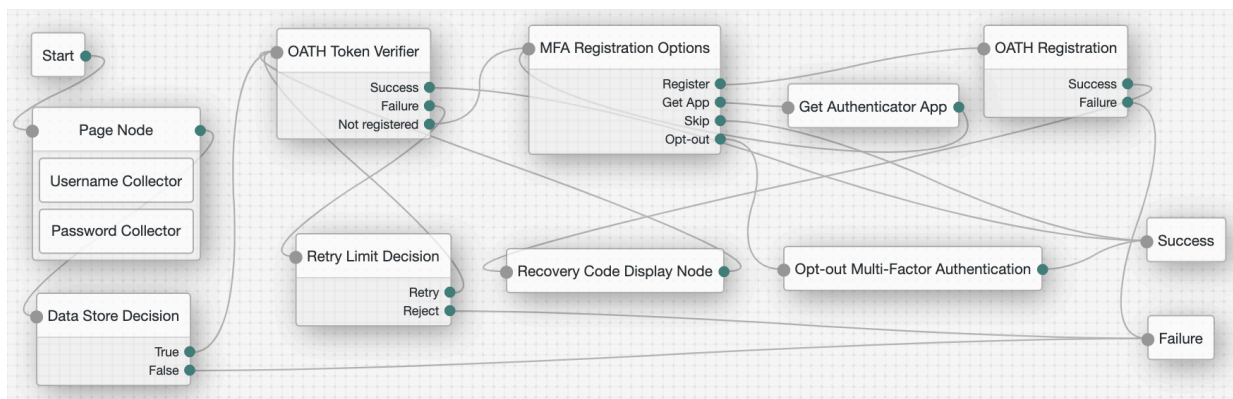 Start
Page Node
Username Collector
Password Collector
Data Store Decision
True
False
OATH Token Verifier
Success
Failure
Not registered
Retry Limit Decision
Retry
Reject
MFA Registration Options
Register
Get App
Skip
Opt-out
Recovery Code Display Node
Get Authenticator App
Opt-out Multi-Factor Authentication
OATH Registration
Success
Failure
Success
Failure